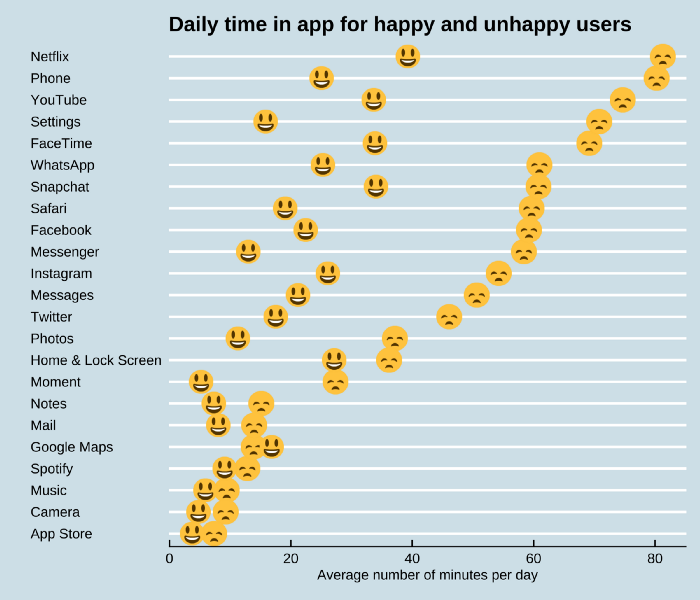 Daily time in app for happy and unhappy users
Netflix
Phone
YouTube
Settings
FaceTime
WhatsApp
Snapchat
Safari
Facebook
Messenger
Instagram
Messages
Twitter
Photos
Home & Lock Screen
Moment
Notes
Mail
Google Maps
Spotify
Music
Camera
App Store
0 20 40 60 80
Average number of minutes per day